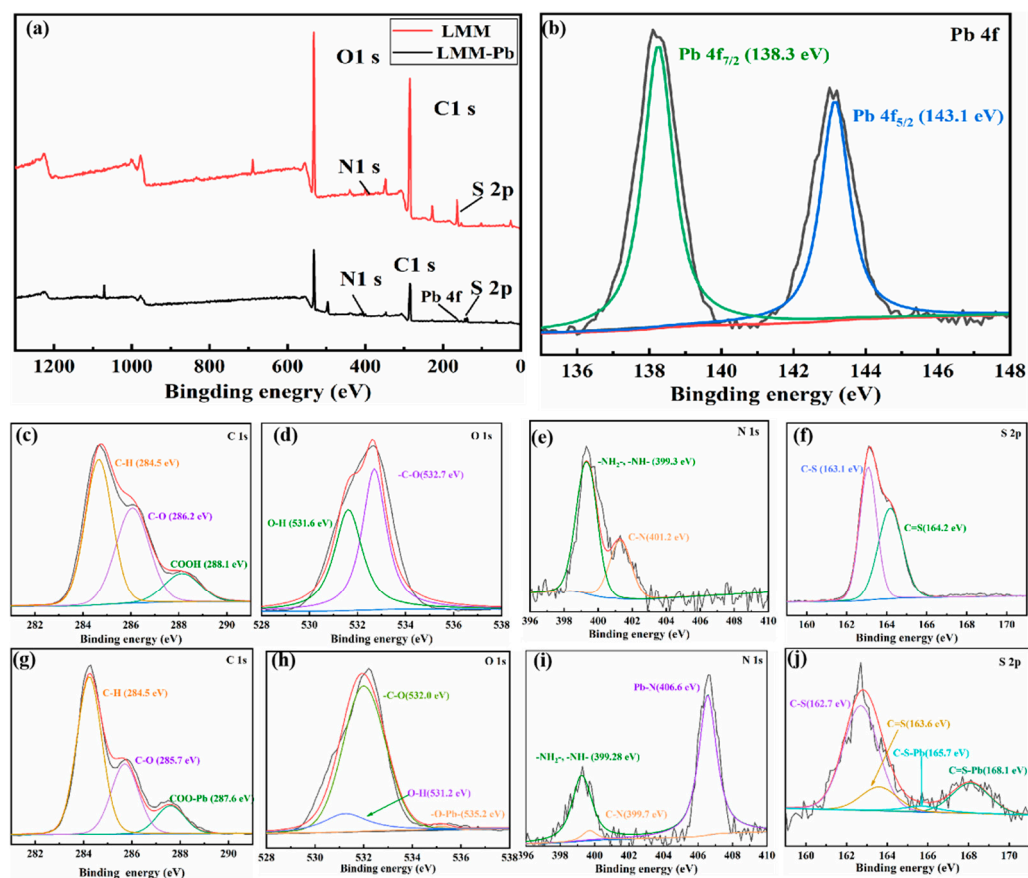 (a)
LMM
LMM-Pb
O1 s
C1 s
N1 s
S 2p
C1 s
N1 s
Pb 4f
S 2p
1200 1000 800 600 400 200 0
Bingding enegry (eV)
(b)
Pb 4f
Pb 4f7/2 (138.3 eV)
Pb 4f5/2 (143.1 eV)
136 138 140 142 144 146 148
Bingding energy (eV)
(c)
C 1s
C-H (284.5 eV)
C-O (286.2 eV)
COOH (288.1 eV)
282 284 286 288 290
Binding energy (eV)
(d)
O 1s
-C-O(532.7 eV)
O-H (531.6 eV)
528 530 532 534 536 538
Binding energy (eV)
(e)
N 1s
-NH2-, -NH- (399.3 eV)
C-N(401.2 eV)
396 398 400 402 404 406 408 410
Binding energy (eV)
(f)
S 2p
C-S (163.1 eV)
C=S(164.2 eV)
160 162 164 166 168 170
Binding energy (eV)
(g)
C 1s
C-H (284.5 eV)
C-O (285.7 eV)
COO-Pb (287.6 eV)
282 284 286 288 290
Binding energy (eV)
(h)
O 1s
-C-O(532.0 eV)
O-H(531.2 eV)
-O-Pb-(535.2 eV)
528 530 532 534 536 538
Binding energy (eV)
(i)
N 1s
Pb-N(406.6 eV)
-NH2-, -NH- (399.28 eV)
C-N(399.7 eV)
396 398 400 402 404 406 408 410
Binding energy (eV)
(j)
S 2p
C-S(162.7 eV)
C=S(163.6 eV)
C-S-Pb(165.7 eV)
C=S-Pb(168.1 eV)
160 162 164 166 168 170
Binding energy (eV)